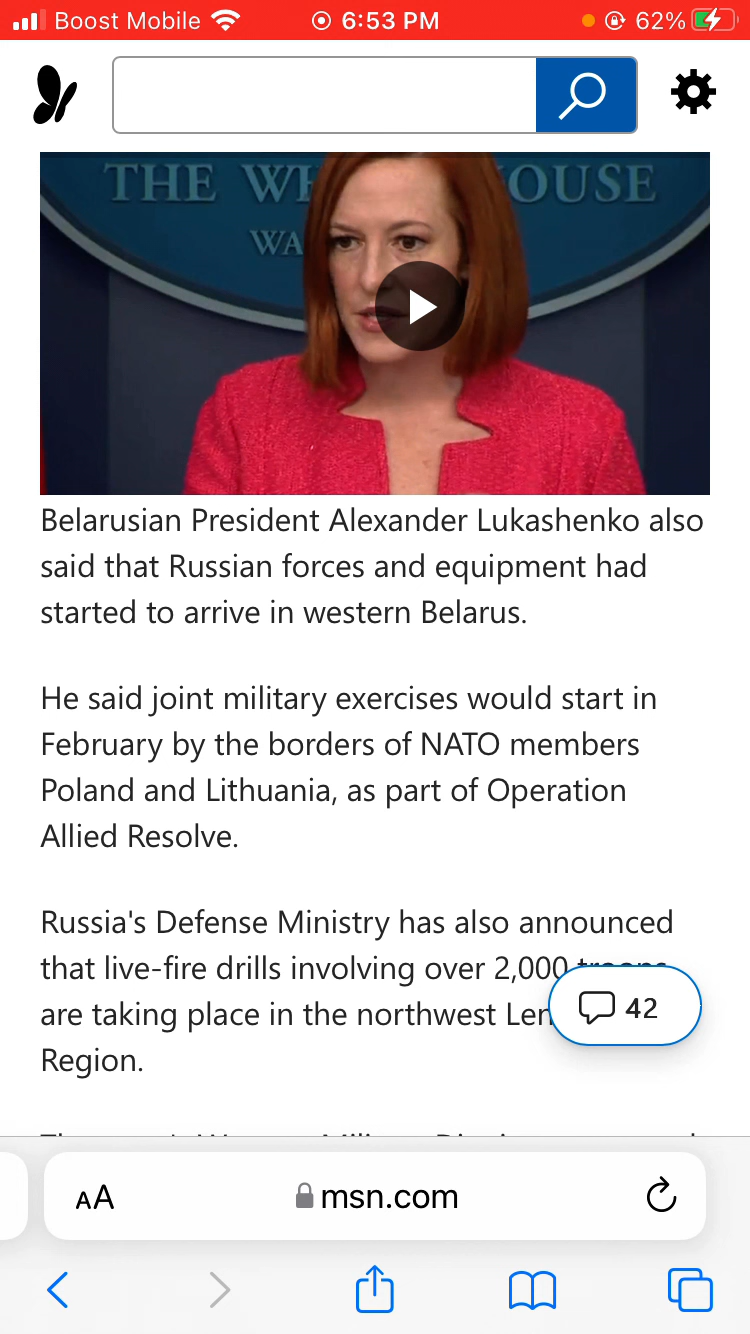 Boost Mobile 6:53 PM 62%
THE WH OUSE
WA
Belarusian President Alexander Lukashenko also
said that Russian forces and equipment had
started to arrive in western Belarus.
He said joint military exercises would start in
February by the borders of NATO members
Poland and Lithuania, as part of Operation
Allied Resolve.
Russia's Defense Ministry has also announced
that live-fire drills involving over 2,000 troops
are taking place in the northwest Len
42
Region.
AA msn.com